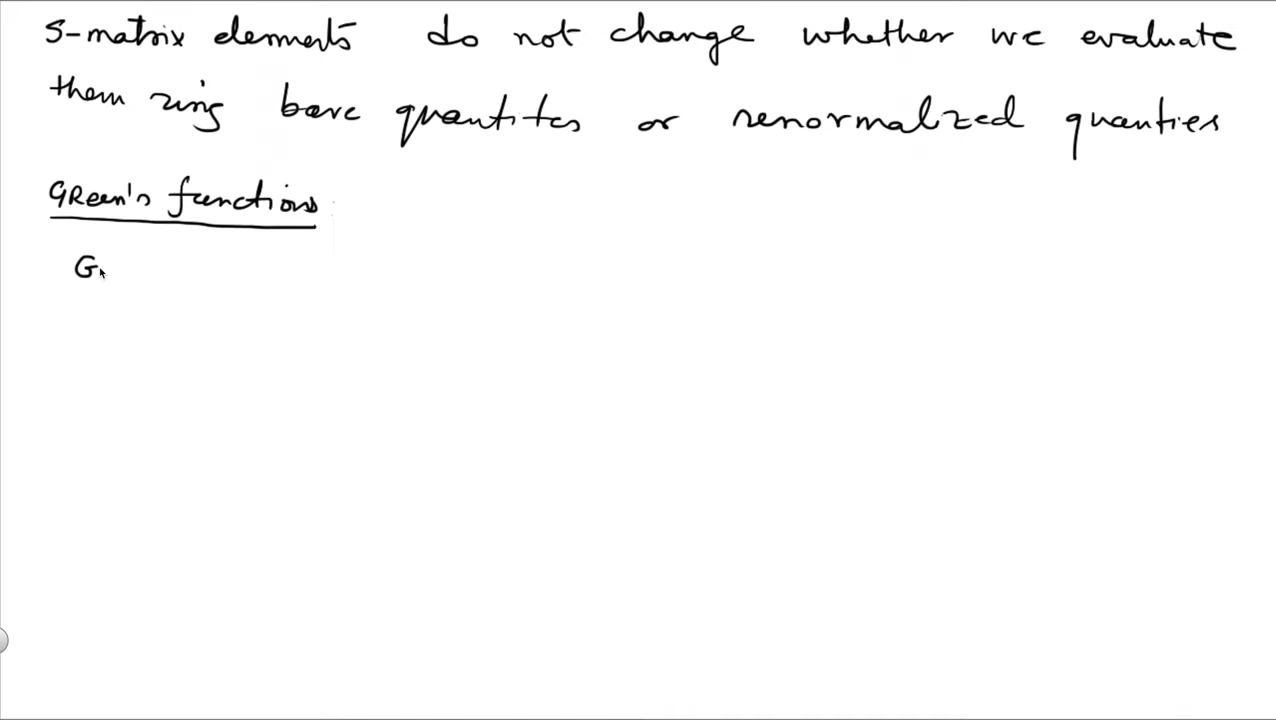 S-matrix elements do not change whether we evaluate
them using bare quantites or renormalized quanties
GReen's functions
G